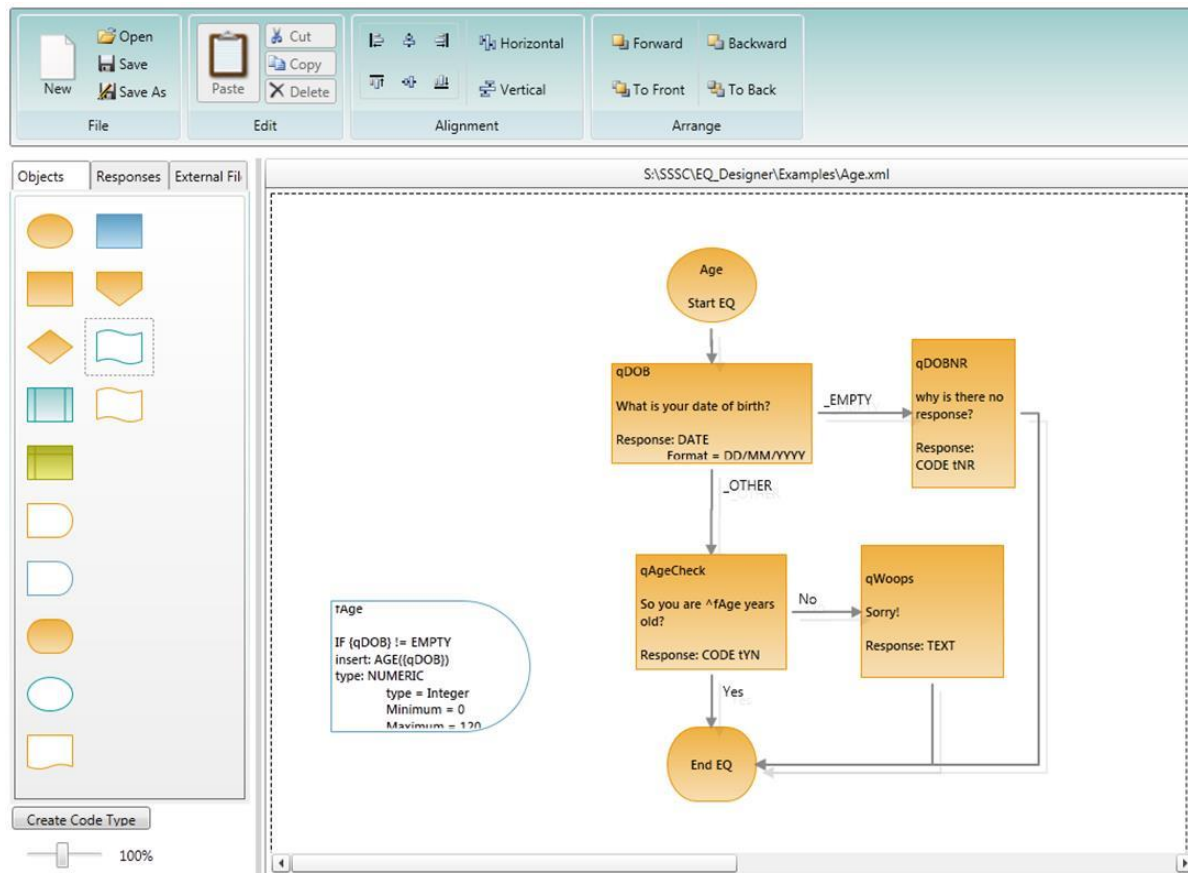 New
Open
Save
Save As
File
Paste
Cut
Copy
Delete
Edit
Horizontal
Vertical
Alignment
Forward
Backward
To Front
To Back
Arrange
Objects
Responses
External Fil
S:\SSSC\EQ_Designer\Examples\Age.xml
Age
Start EQ
qDOB
What is your date of birth?
Response: DATE
Format = DD/MM/YYYY
_EMPTY
qDOBNR
why is there no
response?
Response:
CODE tNR
_OTHER
qAgeCheck
So you are ^fAge years
old?
Response: CODE tYN
No
qWoops
Sorry!
Response: TEXT
Yes
End EQ
fAge
IF {qDOB} != EMPTY
insert: AGE({qDOB})
type: NUMERIC
type = Integer
Minimum = 0
Maximum = 120
Create Code Type
100%